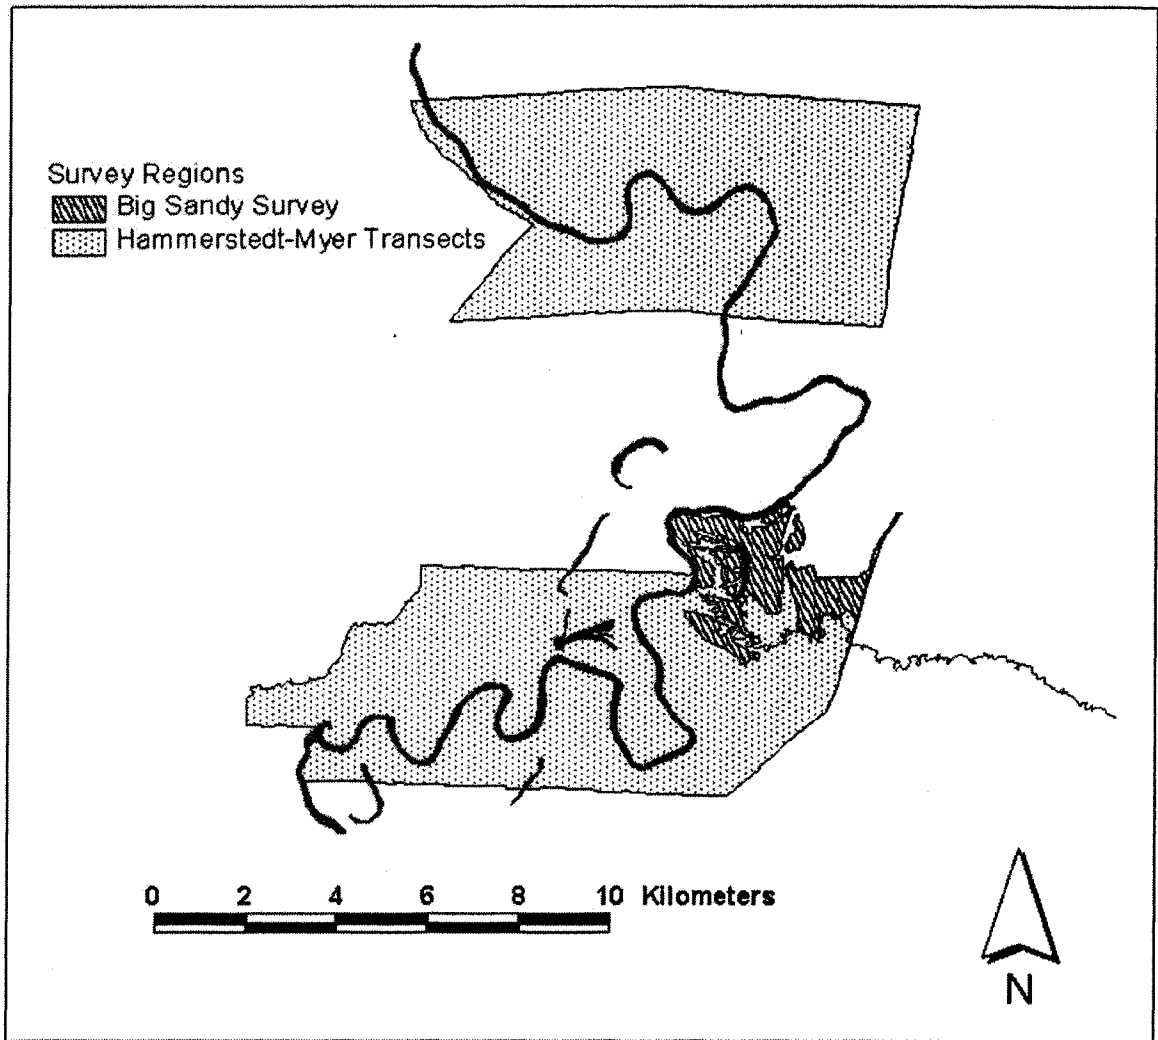 Survey Regions
Big Sandy Survey
Hammerstedt-Myer Transects
0 2 4 6 8 10 Kilometers
N